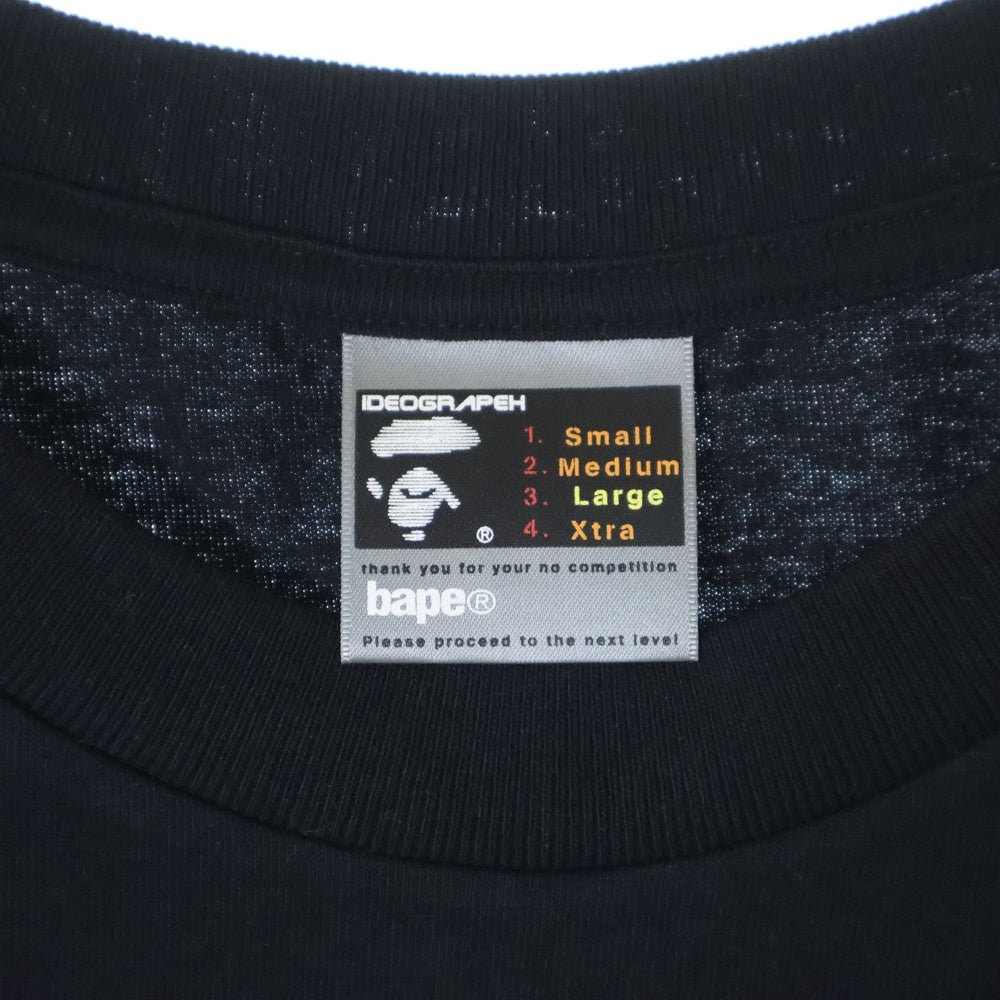 IDEOGRAPEH
1. Small
2. Medium
3. Large
4. Xtra
®
thank you for your no competition
bape®
Please proceed to the next level